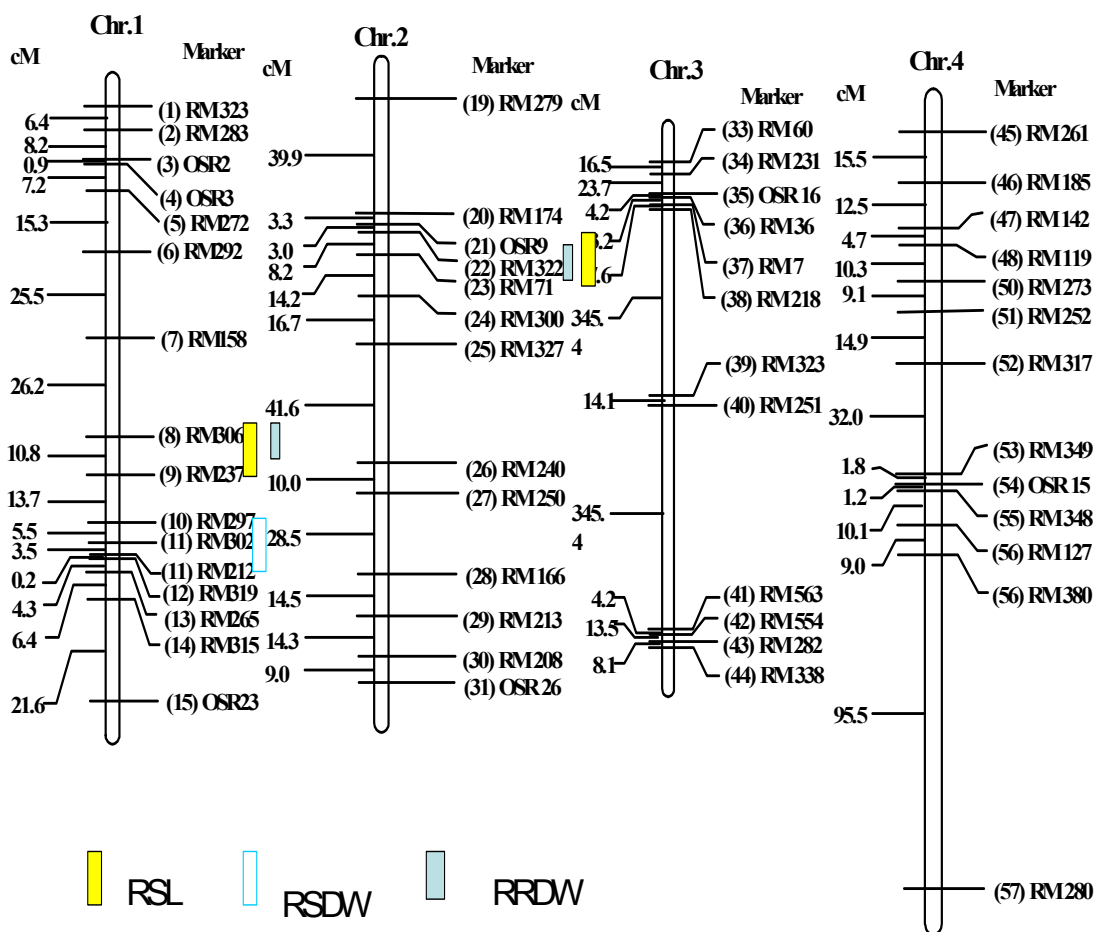 Chr.1
cM
Marker
6.4
8.2
0.9
7.2
15.3
25.5
26.2
10.8
13.7
5.5
3.5
0.2
4.3
6.4
21.6
(1) RM323
(2) RM283
(3) OSR2
(4) OSR3
(5) RM272
(6) RM292
(7) RM158
(8) RM306
(9) RM237
(10) RM297
(11) RM302
(11) RM212
(12) RM319
(13) RM265
(14) RM315
(15) OSR23
Chr.2
cM
Marker
39.9
3.3
3.0
8.2
14.2
16.7
41.6
10.0
28.5
14.5
14.3
9.0
(19) RM279
(20) RM174
(21) OSR9
(22) RM322
(23) RM71
(24) RM300
(25) RM327
(26) RM240
(27) RM250
(28) RM166
(29) RM213
(30) RM208
(31) OSR26
Chr.3
cM
Marker
16.5
23.7
4.2
.2
.6
345.
4
14.1
345.
4
4.2
13.5
8.1
(33) RM60
(34) RM231
(35) OSR16
(36) RM36
(37) RM7
(38) RM218
(39) RM323
(40) RM251
(41) RM563
(42) RM554
(43) RM282
(44) RM338
Chr.4
cM
Marker
15.5
12.5
4.7
10.3
9.1
14.9
32.0
1.8
1.2
10.1
9.0
95.5
(45) RM261
(46) RM185
(47) RM142
(48) RM119
(50) RM273
(51) RM252
(52) RM317
(53) RM349
(54) OSR15
(55) RM348
(56) RM127
(56) RM380
(57) RM280
RSL
RSDW
RRDW